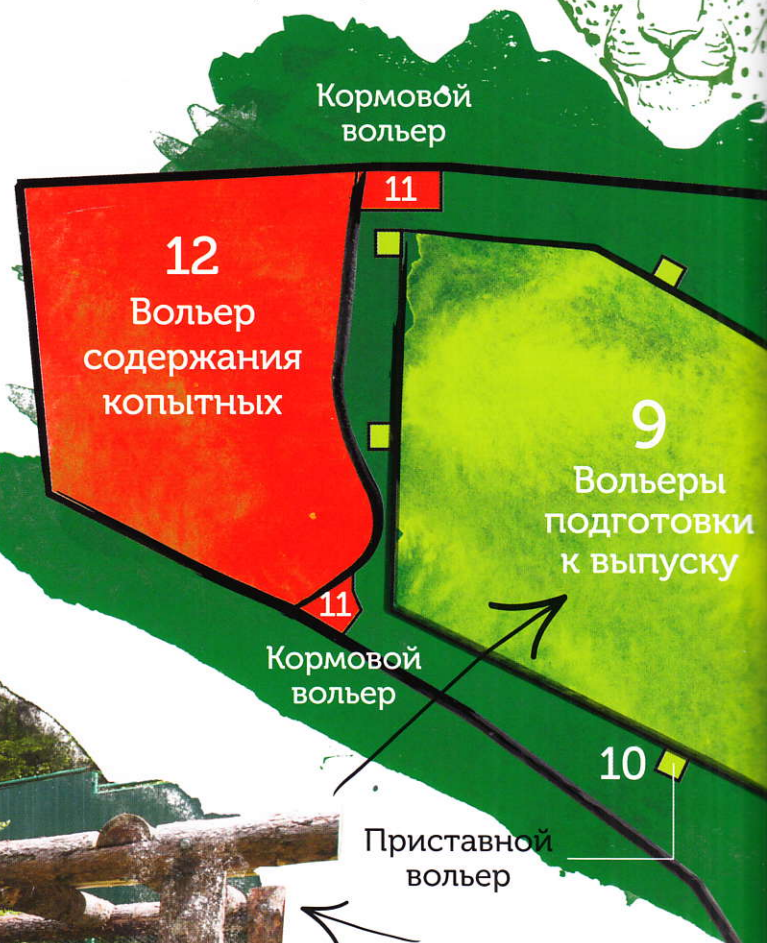 Кормовой
вольер
11
12
Вольер
содержания
копытных
9
Вольеры
подготовки
к выпуску
11
Кормовой
вольер
10
Приставной
вольер